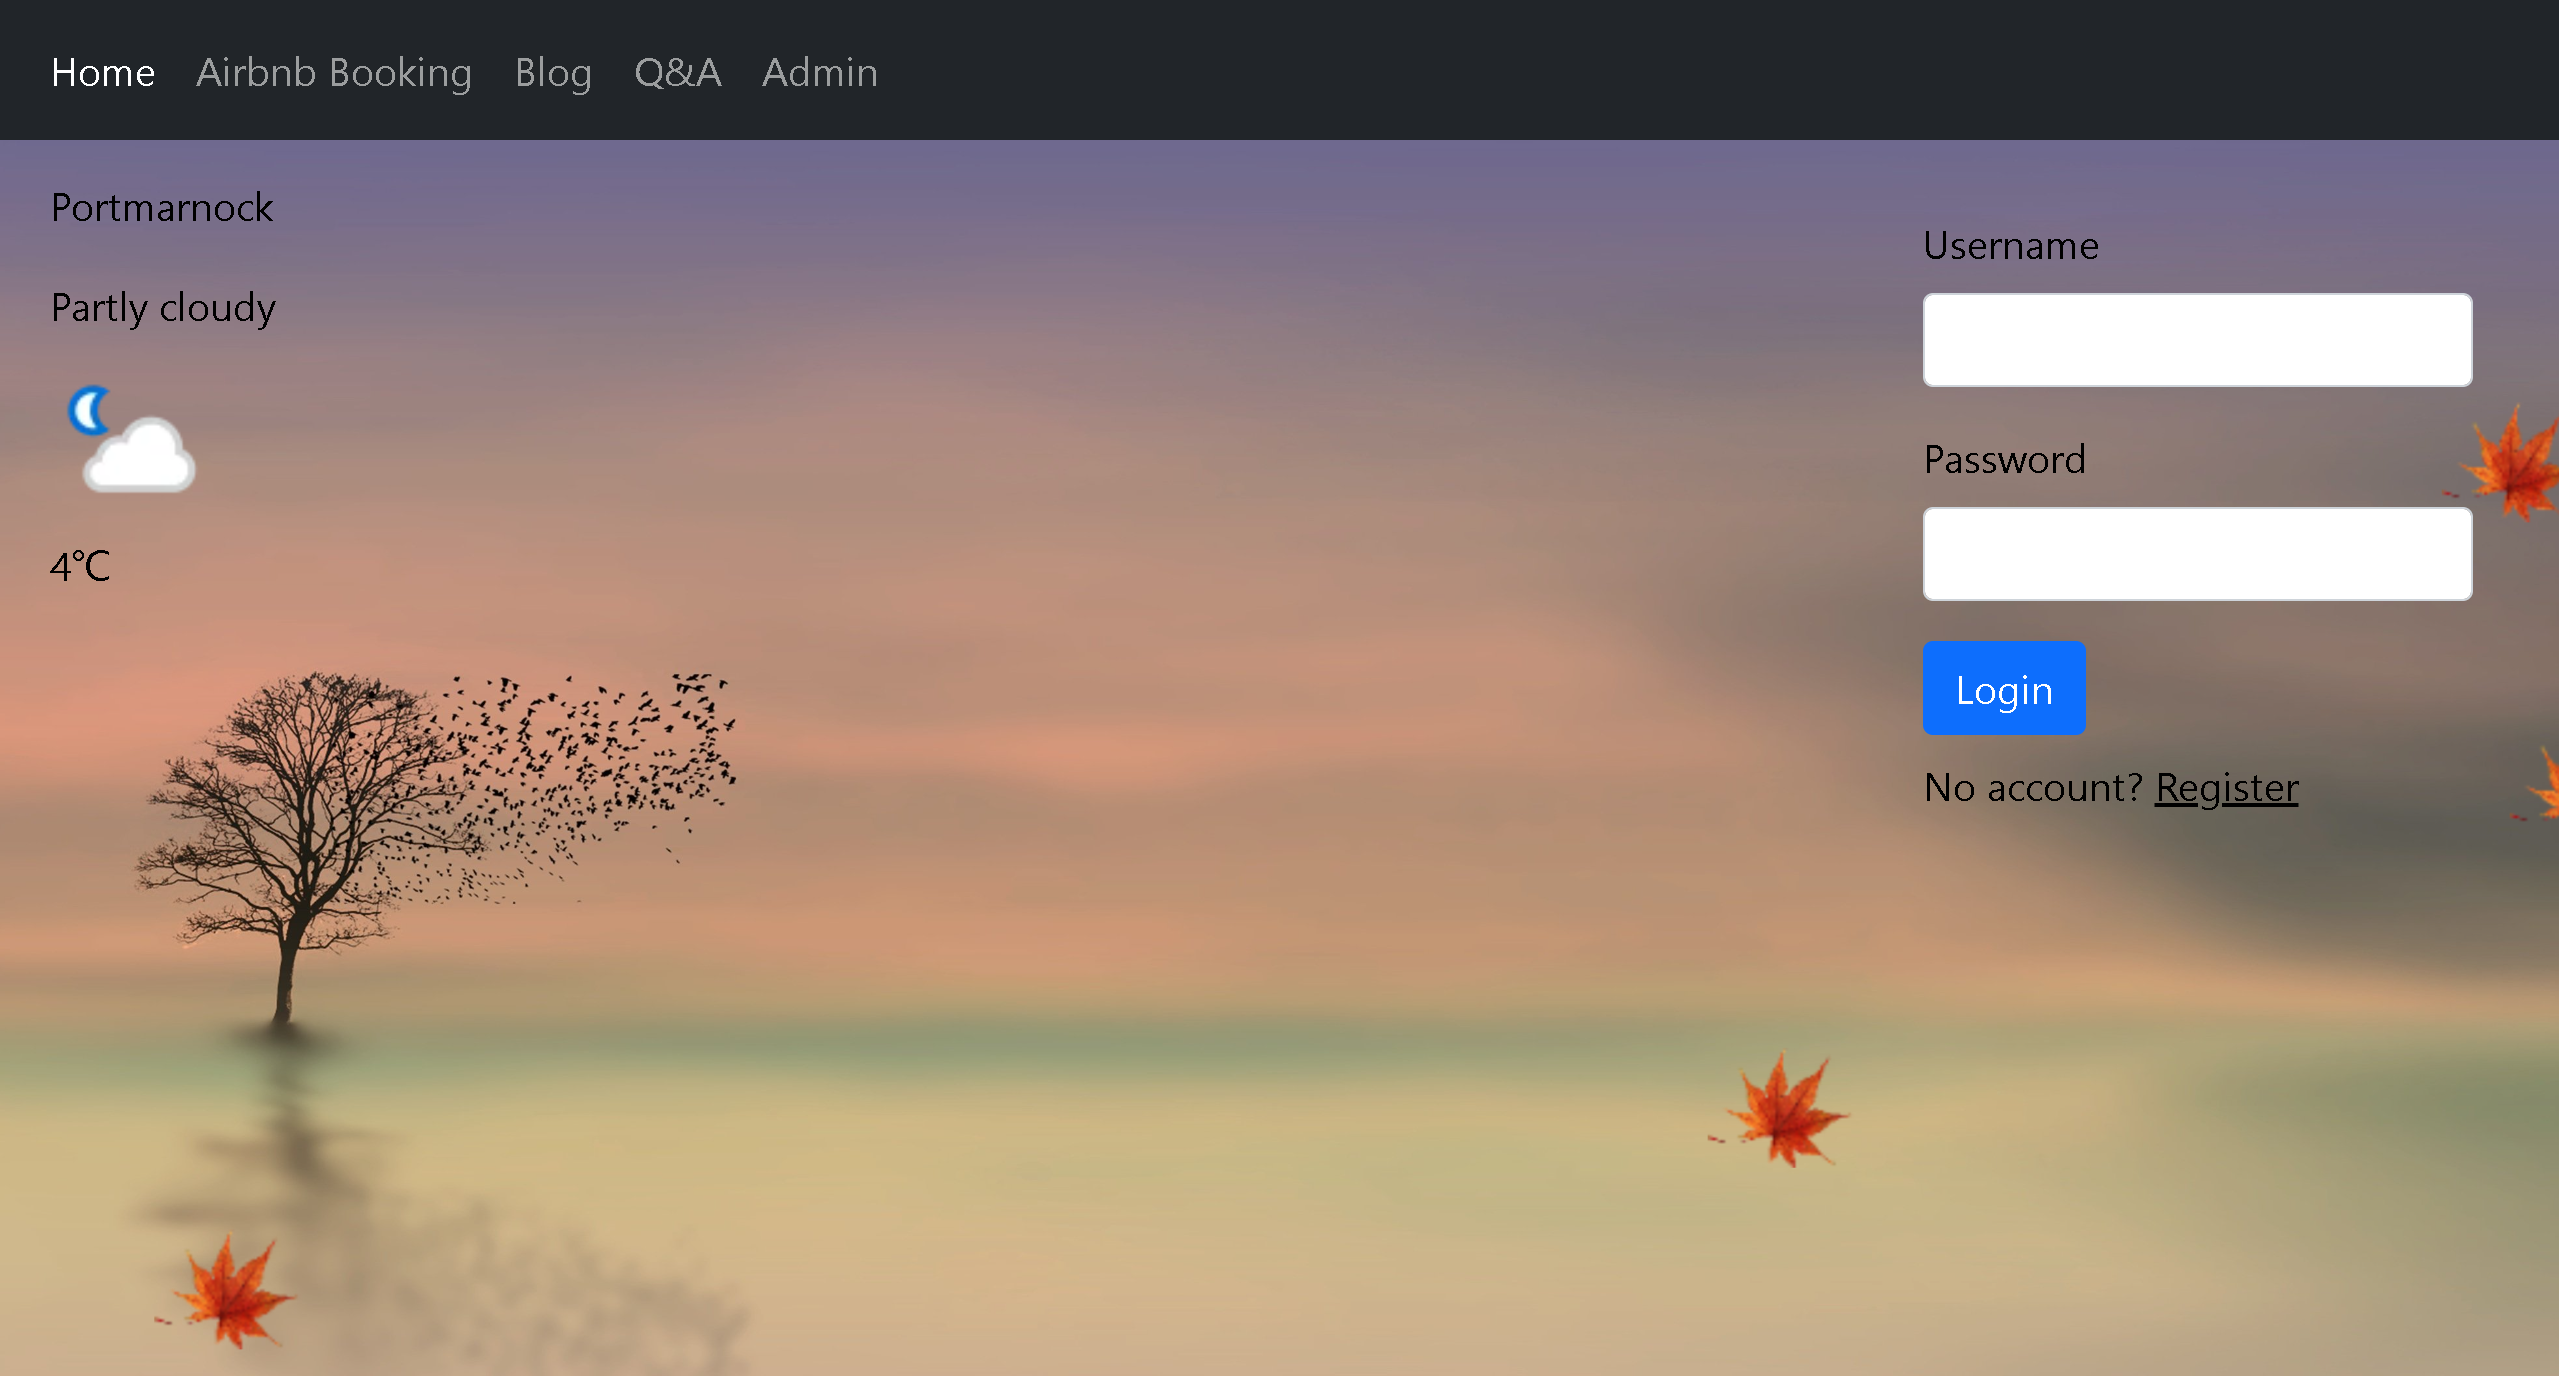 Home Airbnb Booking Blog Q&A Admin
Portmarnock
Partly cloudy
4°C
Username
Password
Login
No account? Register